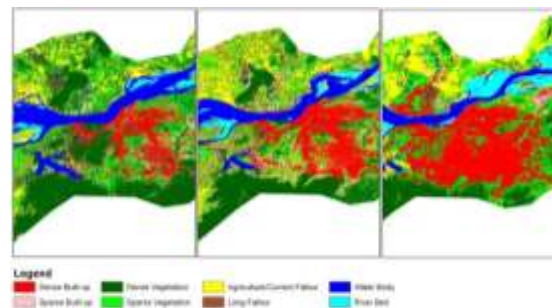 Legend
Dense Built-up Dense Vegetation Agriculture/Current Fallow Water Body
Sparse Built-up Sparse Vegetation Long Fallow River Bed